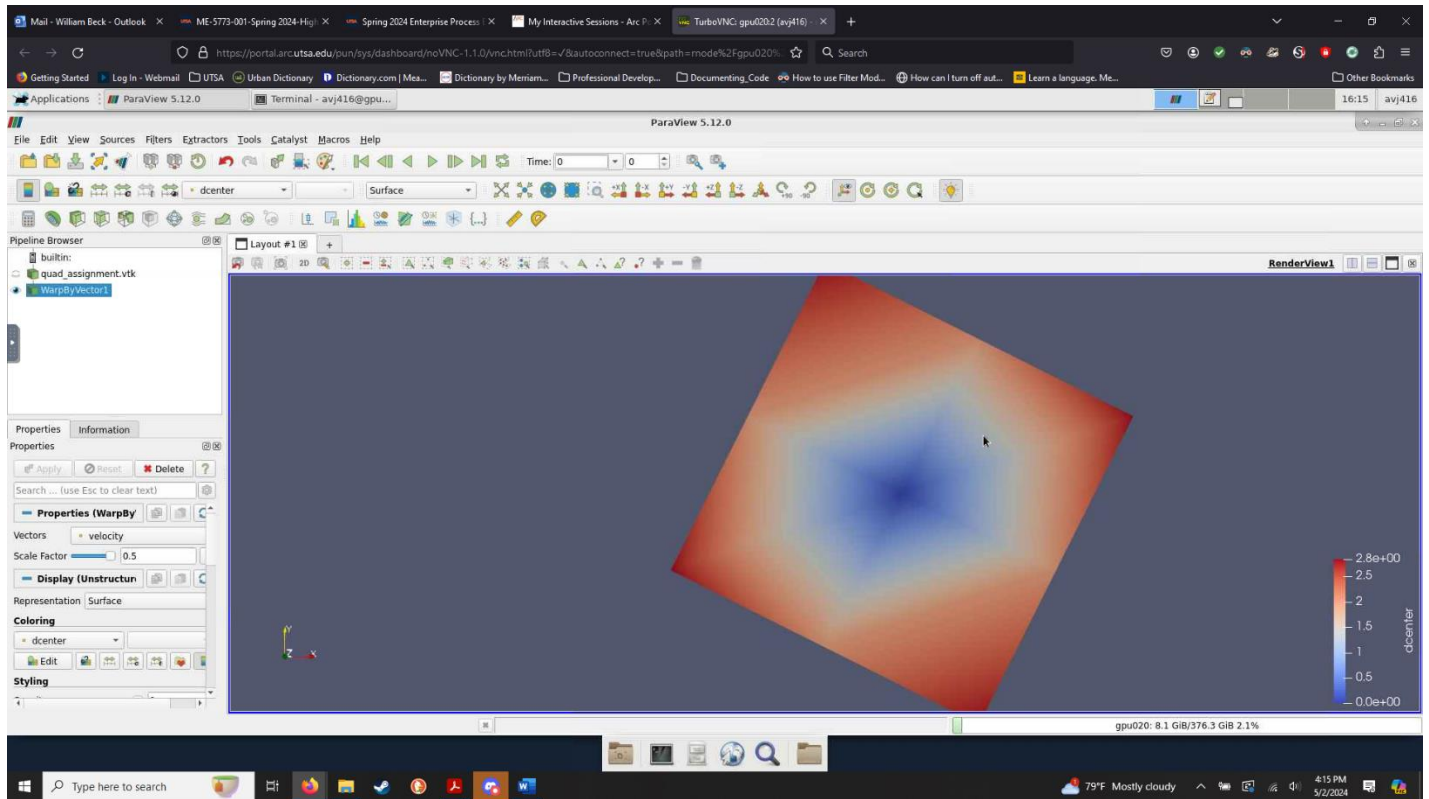 Mail - William Beck - Outlook
ME-5773-001-Spring 2024-High
Spring 2024 Enterprise Process
My Interactive Sessions - Arc P
TurboVNC: gpu020:2 (avj416)
https://portal.arc.utsa.edu/pun/sys/dashboard/noVNC-1.1.0/vnc.html?utf8=✓&autoconnect=true&path=rnode%2Fgpu020%
Search
Getting Started
Log In - Webmail
UTSA
Urban Dictionary
Dictionary.com | Mea...
Dictionary by Merriam...
Professional Develop...
Documenting_Code
How to use Filter Mod...
How can I turn off aut...
Learn a language. Me...
Other Bookmarks
Applications
ParaView 5.12.0
Terminal - avj416@gpu...
16:15
avj416
ParaView 5.12.0
File Edit View Sources Filters Extractors Tools Catalyst Macros Help
Time: 0
0
dcenter
Surface
Pipeline Browser
Layout #1
builtin:
quad_assignment.vtk
2D
RenderView1
WarpByVector1
Properties
Information
Properties
Apply
Reset
Delete
?
Search ... (use Esc to clear text)
Properties (WarpBy
Vectors
velocity
Scale Factor
0.5
Display (Unstructur
Representation
Surface
Coloring
dcenter
Edit
Styling
Y
Z
X
2.8e+00
2.5
2
1.5
1
0.5
0.0e+00
dcenter
gpu020: 8.1 GiB/376.3 GiB 2.1%
Type here to search
79°F Mostly cloudy
4:15 PM
5/2/2024